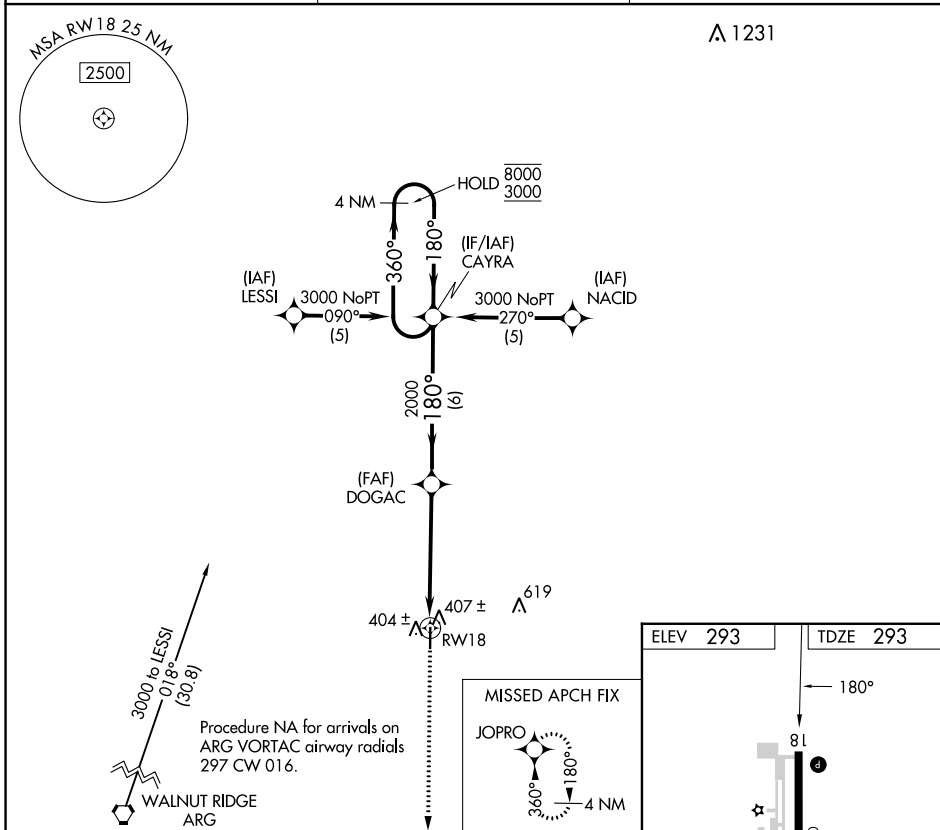 MSA RW18 25 NM
2500
1231
4 NM
HOLD
8000
3000
360°
180°
(IF/IAF)
CAYRA
(IAF)
LESSI
3000 NoPT
090°
(5)
3000 NoPT
270°
(5)
(IAF)
NACID
2000
180°
(6)
(FAF)
DOGAC
404 ±
407 ±
619
RW18
3000 to LESSI
018°
(30.8)
Procedure NA for arrivals on
ARG VORTAC airway radials
297 CW 016.
WALNUT RIDGE
ARG
MISSED APCH FIX
JOPRO
360°
180°
4 NM
ELEV 293
TDZE 293
180°
18
P